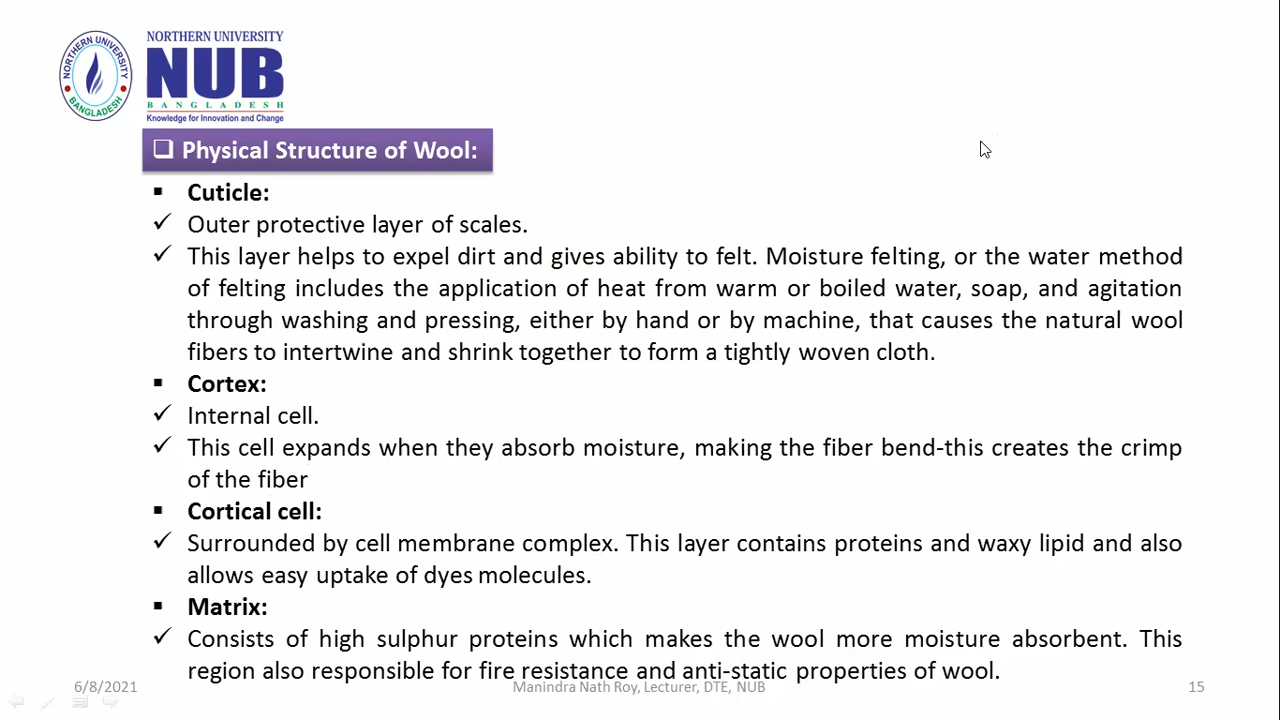 NORTHERN UNIVERSITY
NORTHERN UNIVERSITY
NUB
BANGLADESH
BANGLADESH
Knowledge for Innovation and Change
❑ Physical Structure of Wool:
▪ Cuticle:
✓ Outer protective layer of scales.
✓ This layer helps to expel dirt and gives ability to felt. Moisture felting, or the water method
of felting includes the application of heat from warm or boiled water, soap, and agitation
through washing and pressing, either by hand or by machine, that causes the natural wool
fibers to intertwine and shrink together to form a tightly woven cloth.
▪ Cortex:
✓ Internal cell.
✓ This cell expands when they absorb moisture, making the fiber bend-this creates the crimp
of the fiber
▪ Cortical cell:
✓ Surrounded by cell membrane complex. This layer contains proteins and waxy lipid and also
allows easy uptake of dyes molecules.
▪ Matrix:
✓ Consists of high sulphur proteins which makes the wool more moisture absorbent. This
region also responsible for fire resistance and anti-static properties of wool.
6/8/2021 Manindra Nath Roy, Lecturer, DTE, NUB 15